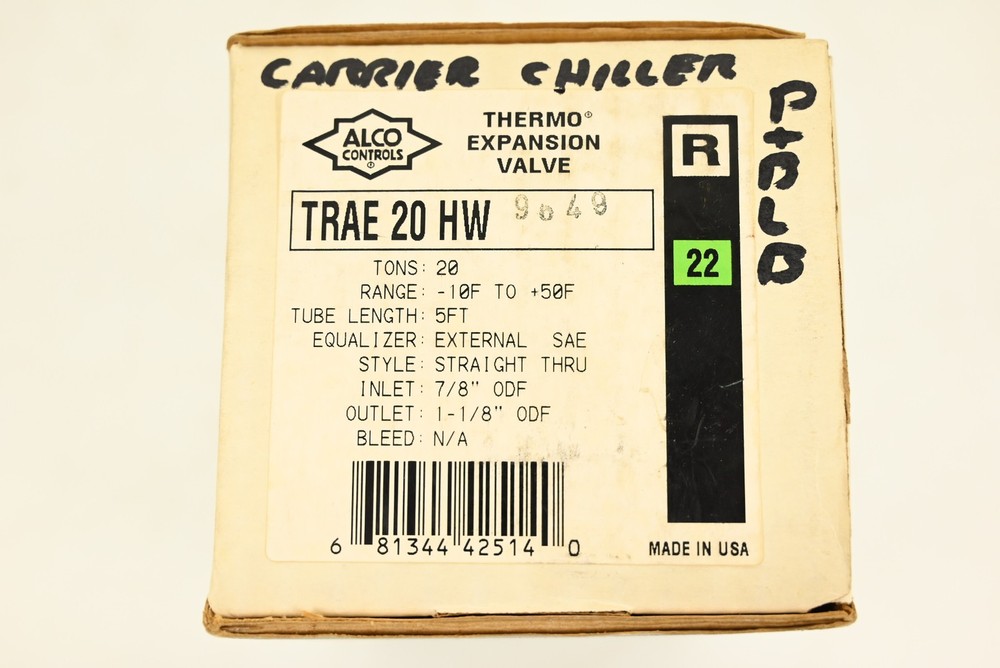 CARRIER CHILLER
P+D
L
B
ALCO
CONTROLS
THERMO®
EXPANSION
VALVE
R
22
TRAE 20 HW 9649
TONS: 20
RANGE: -10F TO +50F
TUBE LENGTH: 5FT
EQUALIZER: EXTERNAL SAE
STYLE: STRAIGHT THRU
INLET: 7/8" ODF
OUTLET: 1-1/8" ODF
BLEED: N/A
6 81344 42514 0
MADE IN USA